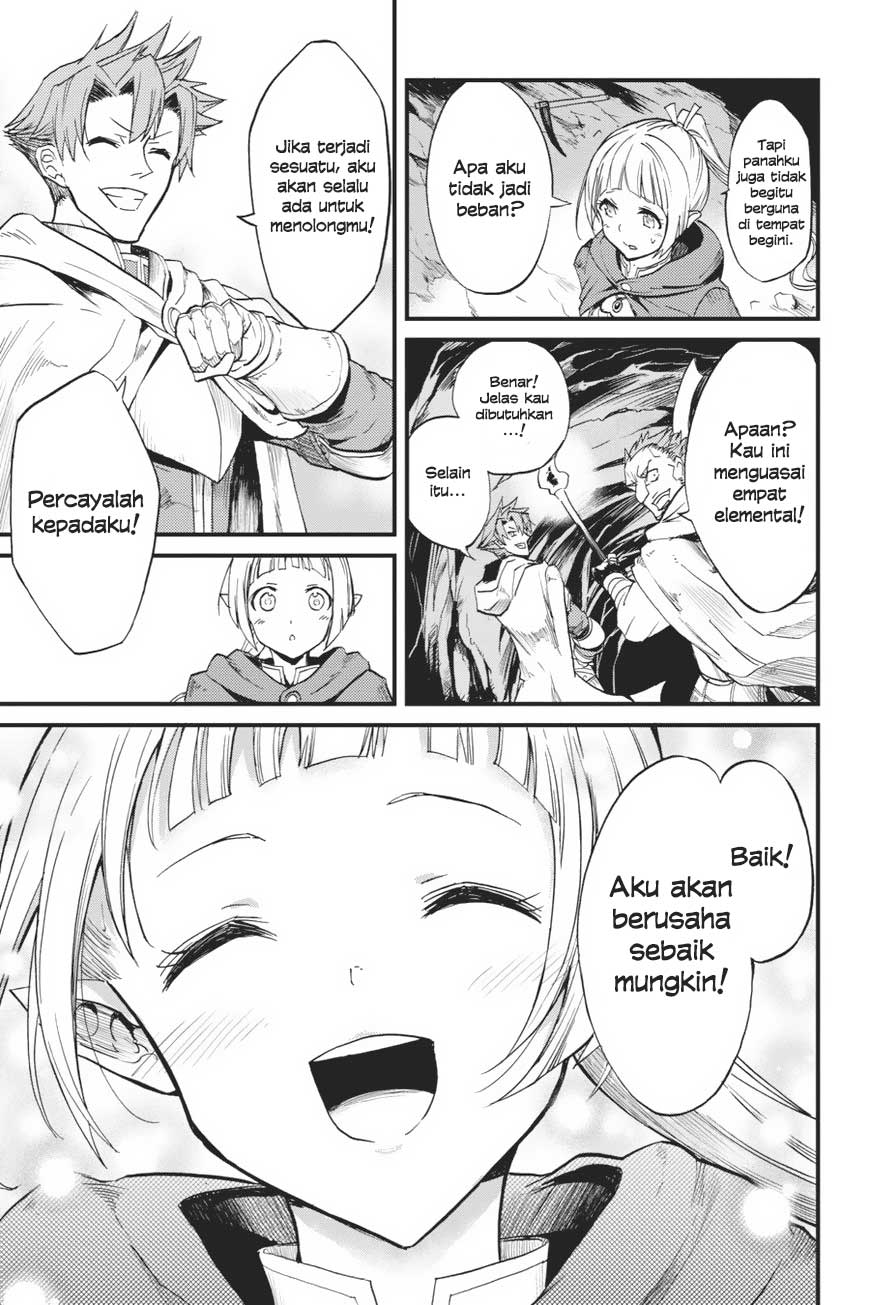 Tapi
panahku
juga tidak
begitu
berguna
di tempat
begini.
Apa aku
tidak jadi
beban?
Apaan?
Kau ini
menguasai
empat
elemental!
Benar!
Jelas kau
dibutuhkan
...!
Selain
itu...
Jika terjadi
sesuatu, aku
akan selalu
ada untuk
menolongmu!
Percayalah
kepadaku!
Baik!
Aku akan
berusaha
sebaik
mungkin!